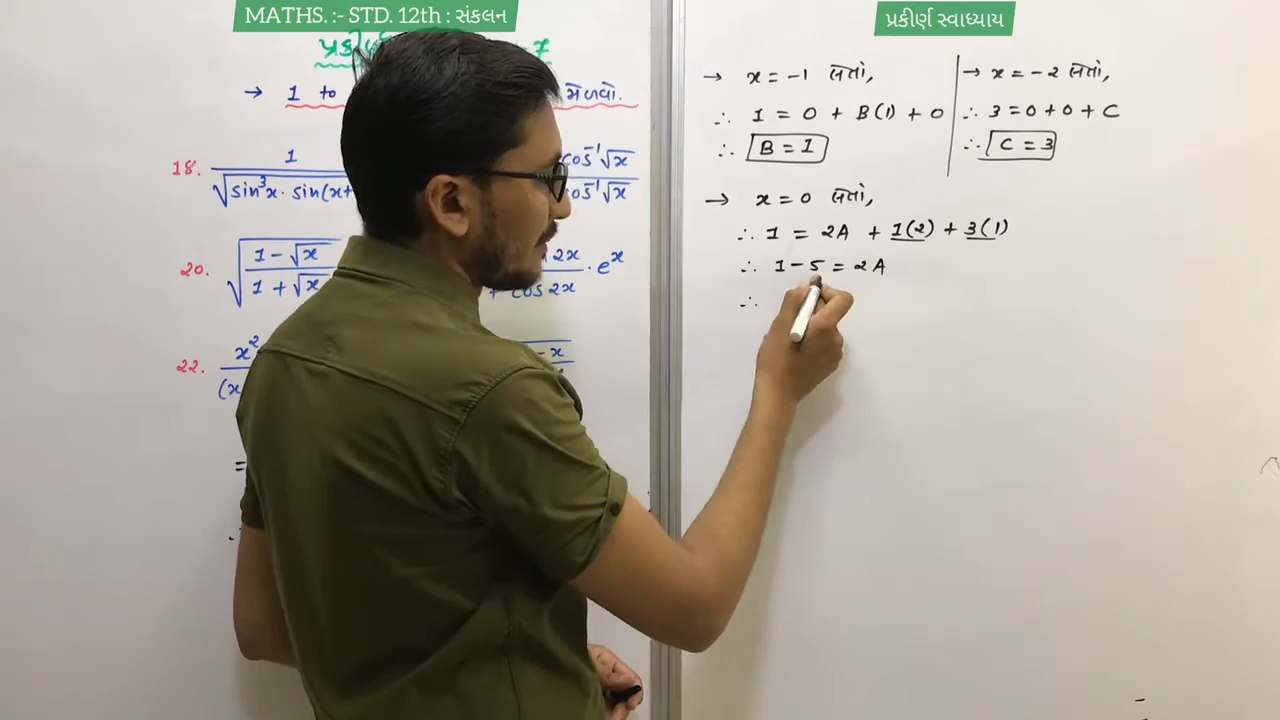 MATHS. :- STD. 12th : સંકલન
પ્રકીર્ણ સ્વાધ્યાય
7
→ 1 to મેળવો.
18. 1 / √sin³x · sin(x+
cos⁻¹√x / cos⁻¹√x
20. √(1 - √x / 1 + √x
2x / + cos 2x · eˣ
22. x² / (x
- x
=
→ x = -1 લેતાં,
∴ 1 = 0 + B(1) + 0
∴ B = 1
→ x = -2 લેતાં,
∴ 3 = 0 + 0 + C
∴ C = 3
→ x = 0 લેતાં,
∴ 1 = 2A + 1(2) + 3(1)
∴ 1 - 5 = 2A
∴